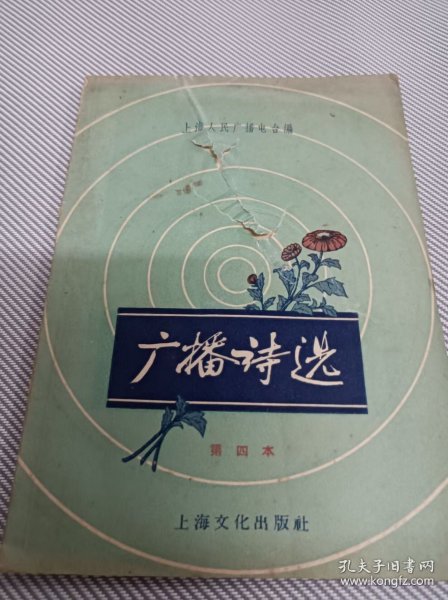 上海人民广播电台编
广播诗选
第四本
上海文化出版社
孔夫子旧书网
www.kongfz.com